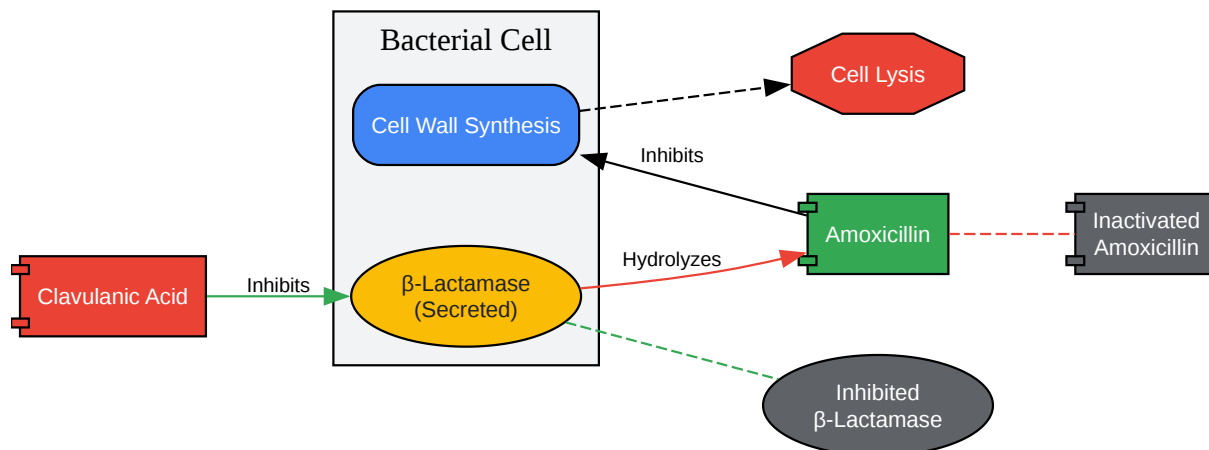 Bacterial Cell
Cell Wall Synthesis
Cell Lysis
Inhibits
Amoxicillin
Inactivated
Amoxicillin
Hydrolyzes
Clavulanic Acid
Inhibits
β-Lactamase
(Secreted)
Inhibited
β-Lactamase